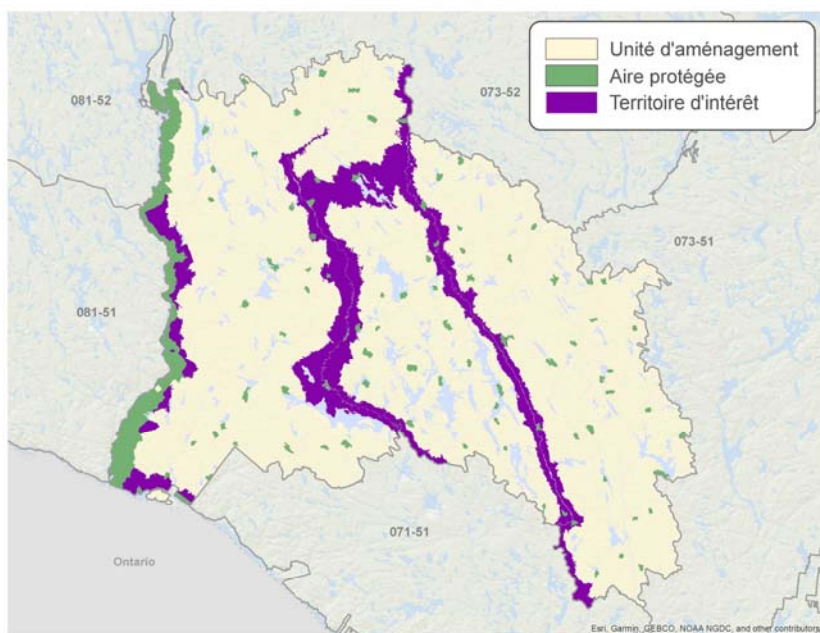 Unité d'aménagement
Aire protégée
Territoire d'intérêt
081-52
073-52
073-51
081-51
071-51
Ontario
Esri, Garmin, GEBCO, NOAA NGDC, and other contributors